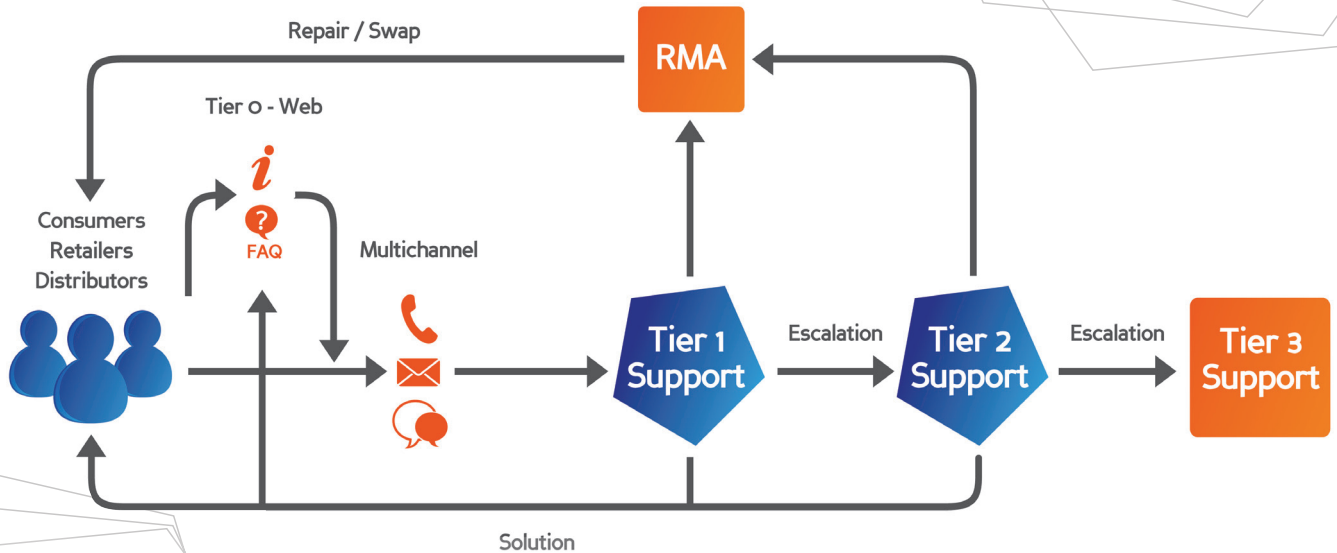 Repair / Swap
RMA
Tier 0 - Web
i
?
FAQ
Consumers
Retailers
Distributors
Multichannel
Tier 1
Support
Escalation
Tier 2
Support
Escalation
Tier 3
Support
Solution